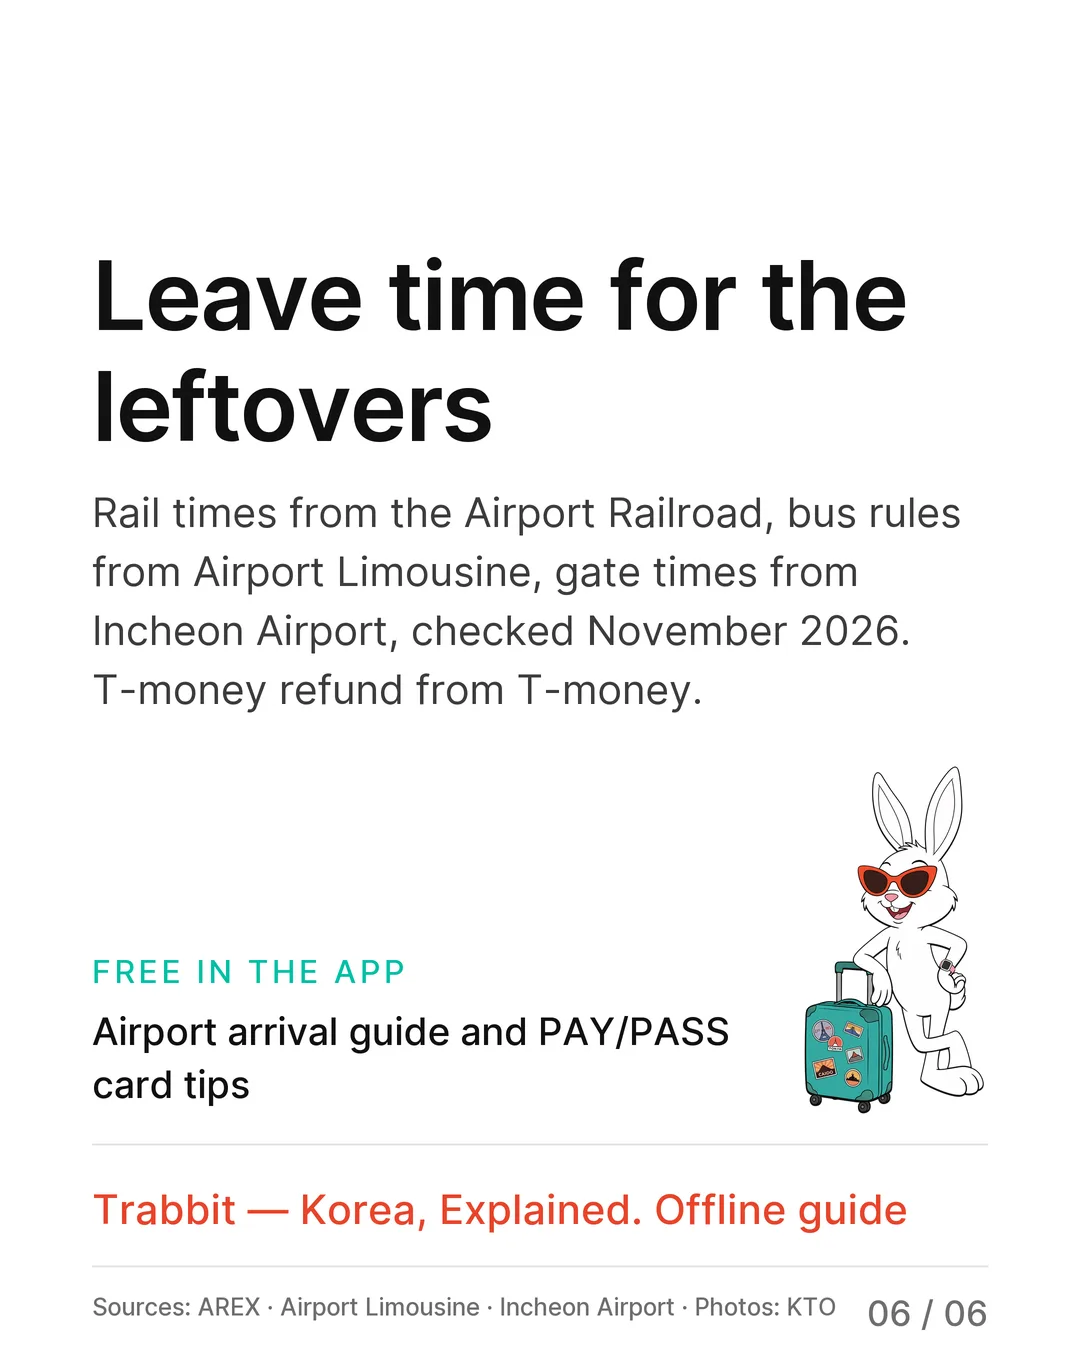 Leave time for the
leftovers
Rail times from the Airport Railroad, bus rules
from Airport Limousine, gate times from
Incheon Airport, checked November 2026.
T-money refund from T-money.
FREE IN THE APP
Airport arrival guide and PAY/PASS
card tips
CAIRO
Trabbit — Korea, Explained. Offline guide
Sources: AREX · Airport Limousine · Incheon Airport · Photos: KTO
06 / 06